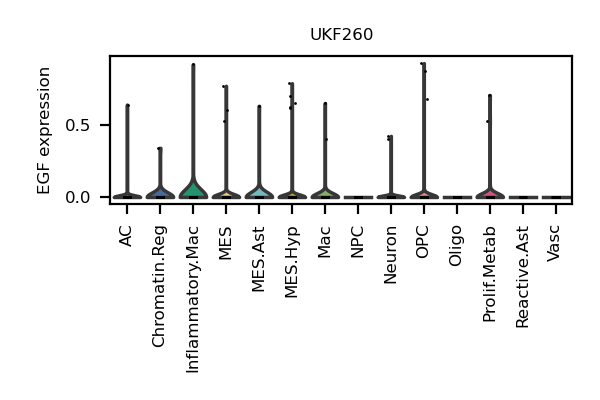 UKF260
EGF expression
0.5
0.0
AC
Chromatin.Reg
Inflammatory.Mac
MES
MES.Ast
MES.Hyp
Mac
NPC
Neuron
OPC
Oligo
Prolif.Metab
Reactive.Ast
Vasc